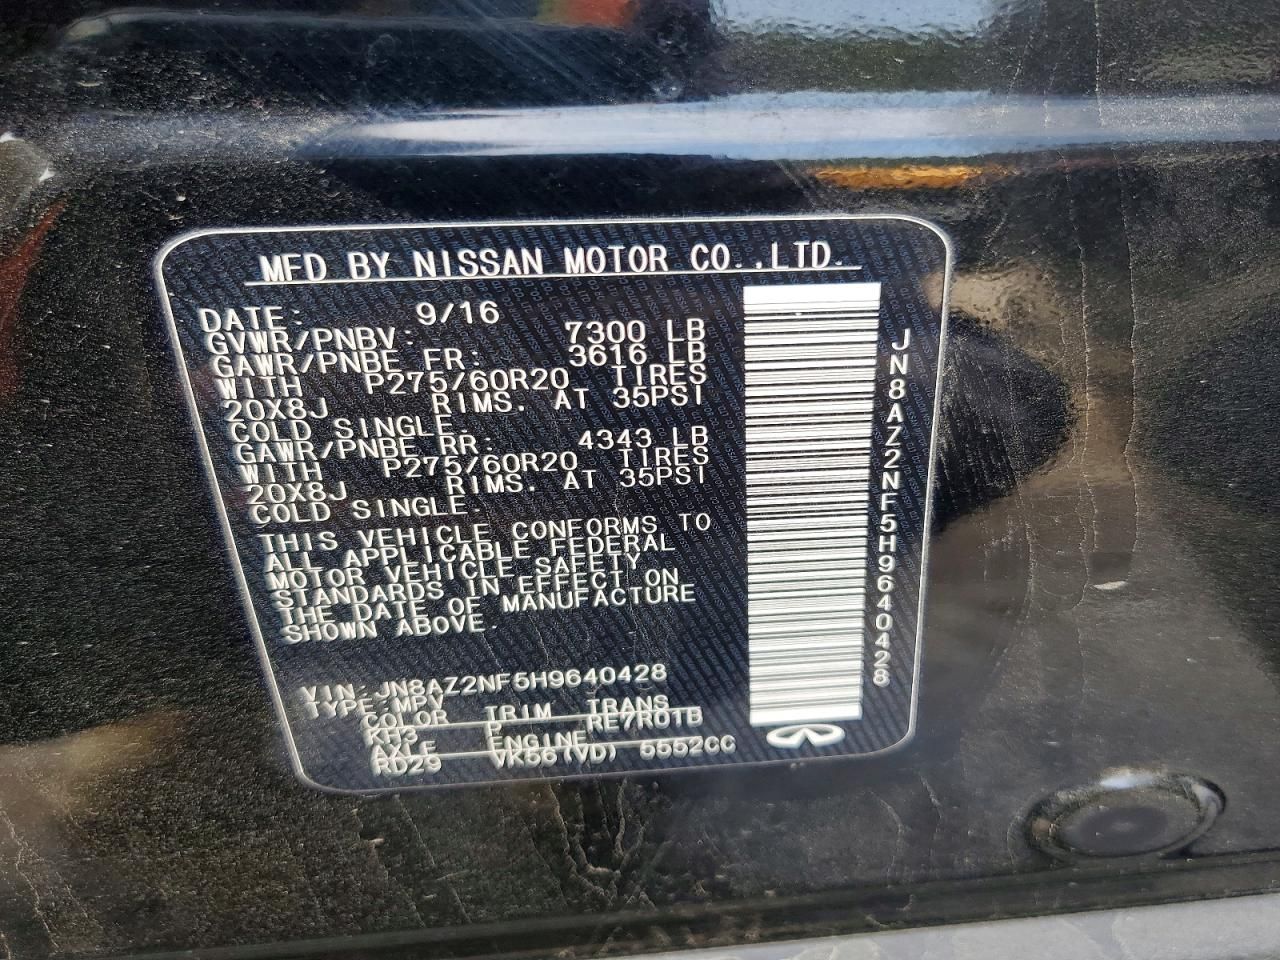 MFD BY NISSAN MOTOR CO.,LTD.
DATE: 9/16
GVWR/PNBV: 7300 LB
GAWR/PNBE FR: 3616 LB
WITH P275/60R20 TIRES
20X8J RIMS. AT 35PSI
COLD SINGLE.
GAWR/PNBE RR: 4343 LB
WITH P275/60R20 TIRES
20X8J RIMS. AT 35PSI
COLD SINGLE.
THIS VEHICLE CONFORMS TO
ALL APPLICABLE FEDERAL
MOTOR VEHICLE SAFETY
STANDARDS IN EFFECT ON
THE DATE OF MANUFACTURE
SHOWN ABOVE.
VIN:JN8AZ2NF5H9640428
TYPE:MPV
COLOR TRIM TRANS
KH3 P RE7R01B
AXLE ENGINE
RD29 VK56(VD) 5552CC
JN8AZ2NF5H9640428